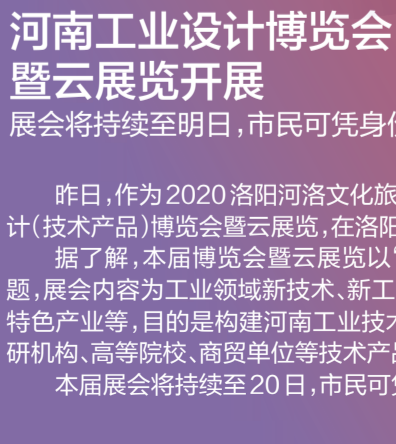 河南工业设计博览会
暨云展览开展
展会将持续至明日,市民可凭身
昨日,作为2020洛阳河洛文化旅
计(技术产品)博览会暨云展览,在洛阳
据了解,本届博览会暨云展览以“
题,展会内容为工业领域新技术、新工
特色产业等,目的是构建河南工业技
研机构、高等院校、商贸单位等技术产
本届展会将持续至20日,市民可